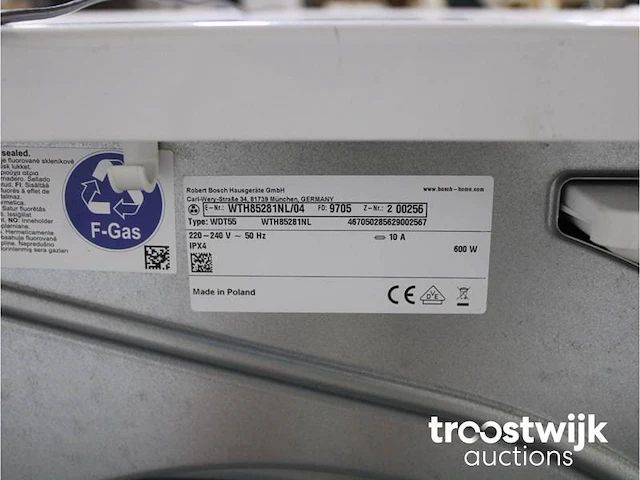 sealed.
F-Gas
Robert Bosch Hausgeräte GmbH
www.bosch-home.com
Carl-Wery-Straße 34, 81739 München, GERMANY
E-Nr.: WTH85281NL/04 FD: 9705 Z-Nr.: 2 00256
Type: WDT55 WTH85281NL 467050285629002567
220-240 V ~ 50 Hz 10 A
IPX4 600 W
Made in Poland
CE
troostwijk
auctions